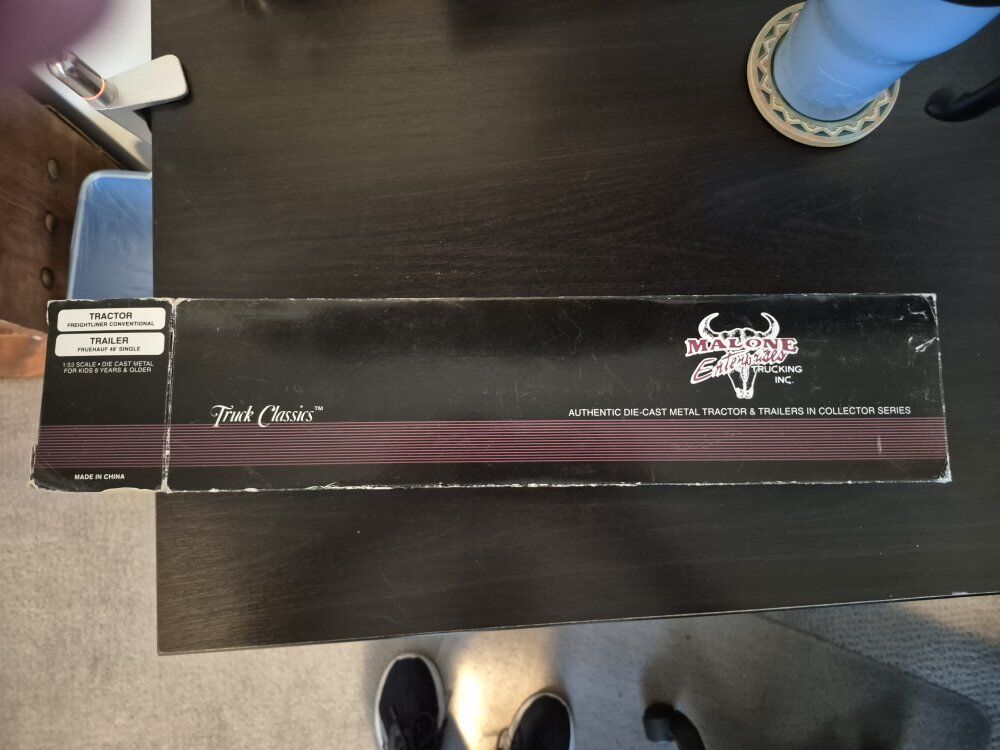 TRACTOR
FREIGHTLINER CONVENTIONAL
TRAILER
FRUEHAUF 48' SINGLE
1:53 SCALE • DIE CAST METAL
FOR KIDS 8 YEARS & OLDER
MADE IN CHINA
Truck Classics™
MALONE
Enterprises
TRUCKING
INC.
AUTHENTIC DIE-CAST METAL TRACTOR & TRAILERS IN COLLECTOR SERIES